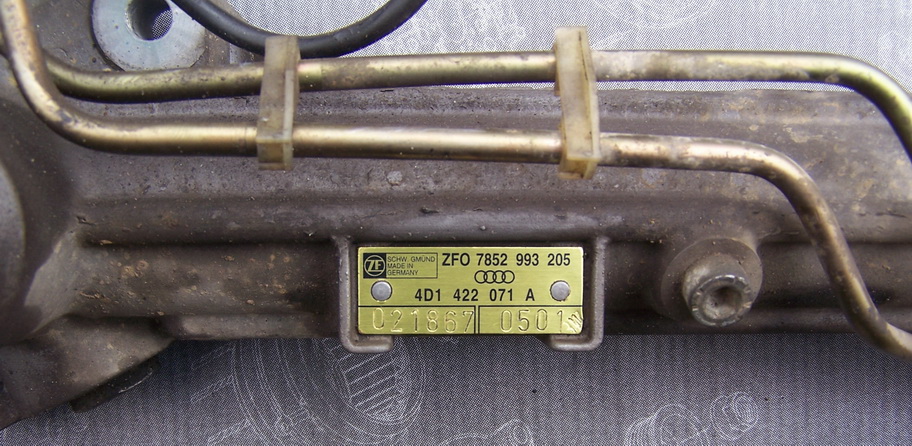 ZF SCHW. GMÜND
MADE IN
GERMANY
ZFO 7852 993 205
4D1 422 071 A
021867 0501